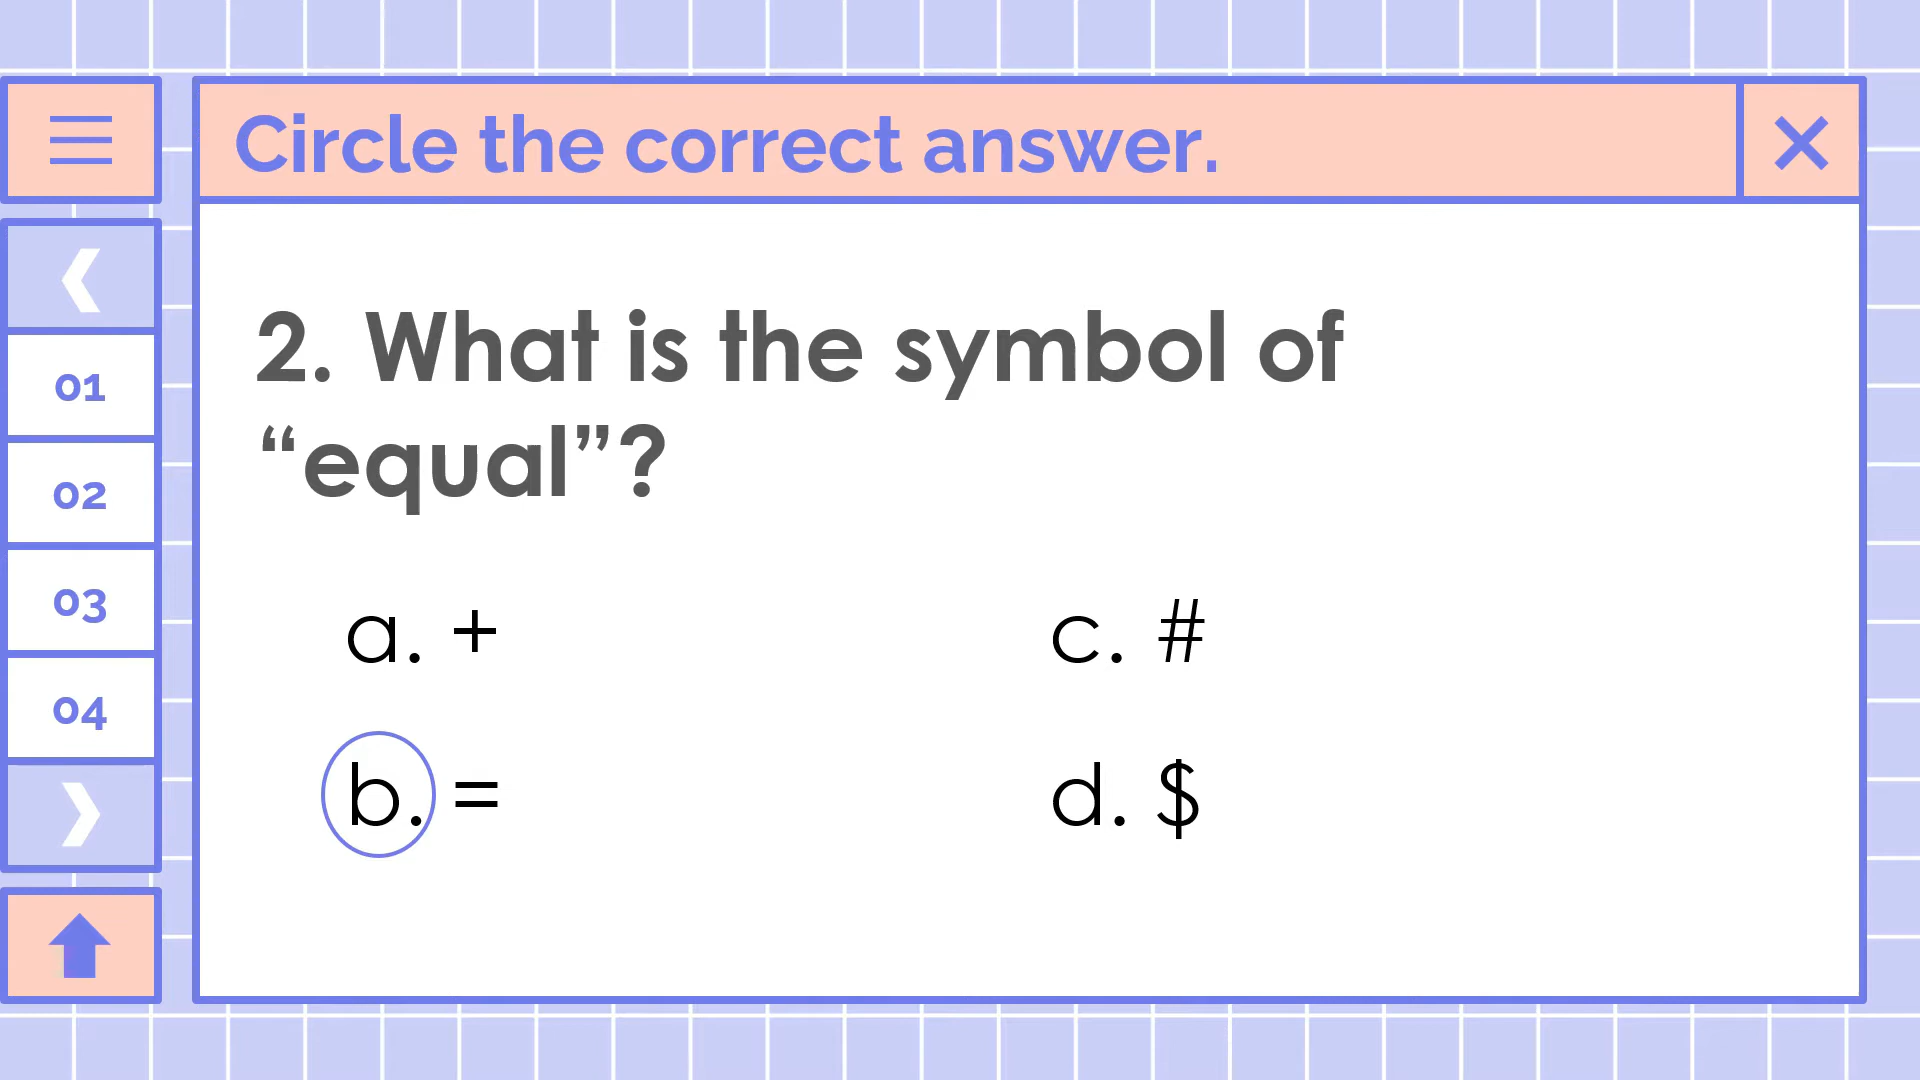 Circle the correct answer.
01
02
03
04
2. What is the symbol of
“equal”?
a. +
b. =
c. #
d. $